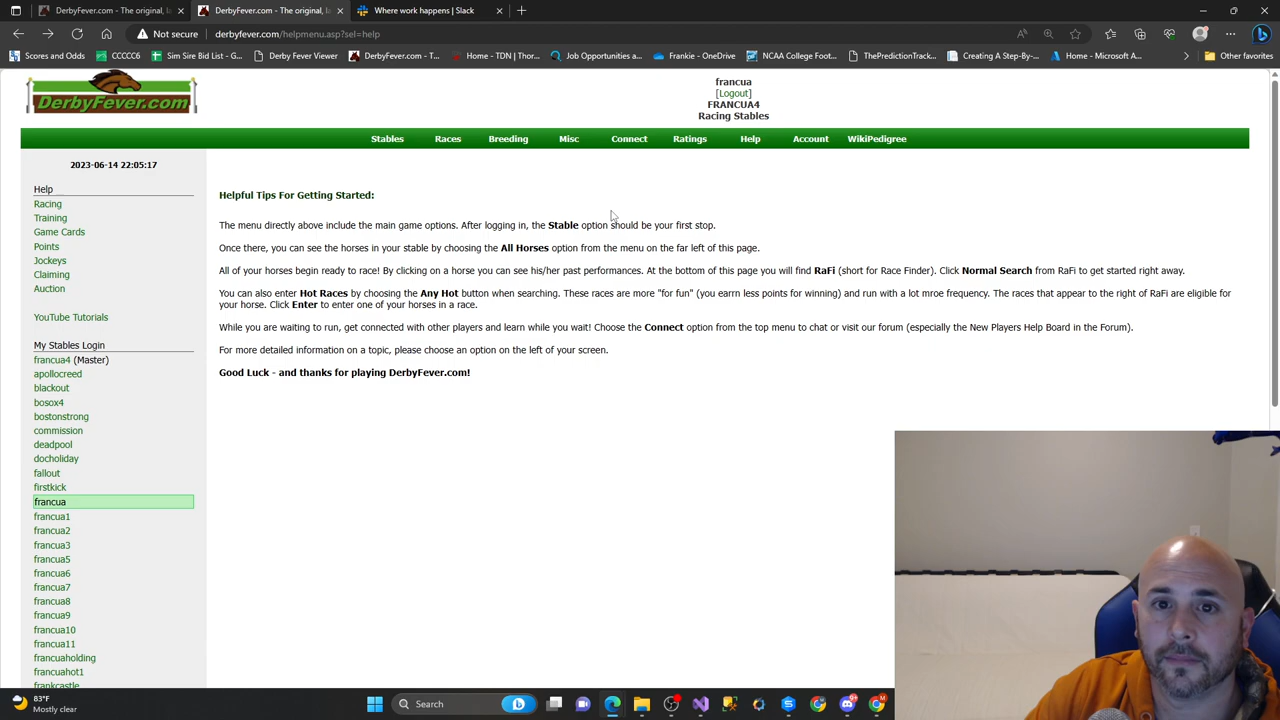 DerbyFever.com - The original, l
DerbyFever.com - The original, la
Where work happens | Slack
Not secure | derbyfever.com/helpmenu.asp?sel=help
Scores and Odds
CCCCC6
Sim Sire Bid List - G...
Derby Fever Viewer
DerbyFever.com - T...
Home - TDN | Thor...
Job Opportunities a...
Frankie - OneDrive
NCAA College Foot...
ThePredictionTrack...
Creating A Step-By-...
Home - Microsoft A...
Other favorites
DerbyFever.com
francua
[Logout]
FRANCUA4
Racing Stables
Stables Races Breeding Misc Connect Ratings Help Account WikiPedigree
2023-06-14 22:05:17
Help
Racing
Training
Game Cards
Points
Jockeys
Claiming
Auction
YouTube Tutorials
My Stables Login
francua4 (Master)
apollocreed
blackout
bosox4
bostonstrong
commission
deadpool
docholiday
fallout
firstkick
francua
francua1
francua2
francua3
francua5
francua6
francua7
francua8
francua9
francua10
francua11
francuaholding
francuahot1
frankcastle
Helpful Tips For Getting Started:
The menu directly above include the main game options. After logging in, the Stable option should be your first stop.
Once there, you can see the horses in your stable by choosing the All Horses option from the menu on the far left of this page.
All of your horses begin ready to race! By clicking on a horse you can see his/her past performances. At the bottom of this page you will find RaFi (short for Race Finder). Click Normal Search from RaFi to get started right away.
You can also enter Hot Races by choosing the Any Hot button when searching. These races are more "for fun" (you earrn less points for winning) and run with a lot mroe frequency. The races that appear to the right of RaFi are eligible for
your horse. Click Enter to enter one of your horses in a race.
While you are waiting to run, get connected with other players and learn while you wait! Choose the Connect option from the top menu to chat or visit our forum (especially the New Players Help Board in the Forum).
For more detailed information on a topic, please choose an option on the left of your screen.
Good Luck - and thanks for playing DerbyFever.com!
83°F
Mostly clear
Search